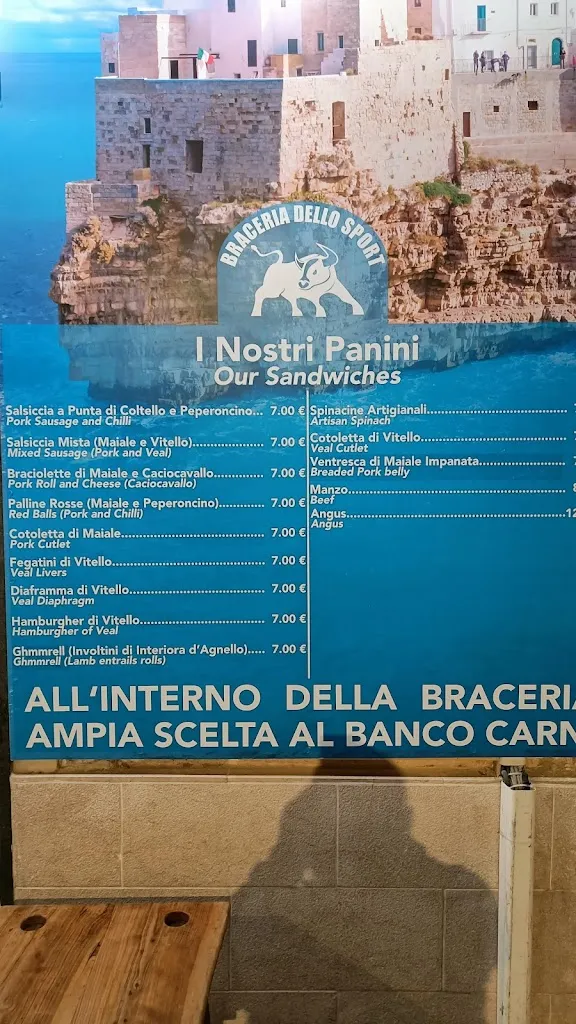 BRACERIA DELLO SPORT
I Nostri Panini
Our Sandwiches
Salsiccia a Punta di Coltello e Peperoncino... 7.00 €
Pork Sausage and Chilli
Salsiccia Mista (Maiale e Vitello)................... 7.00 €
Mixed Sausage (Pork and Veal)
Braciolette di Maiale e Caciocavallo............ 7.00 €
Pork Roll and Cheese (Caciocavallo)
Palline Rosse (Maiale e Peperoncino)........... 7.00 €
Red Balls (Pork and Chilli)
Cotoletta di Maiale................................... 7.00 €
Pork Cutlet
Fegatini di Vitello..................................... 7.00 €
Veal Livers
Diaframma di Vitello................................. 7.00 €
Veal Diaphragm
Hamburgher di Vitello............................... 7.00 €
Hamburgher of Veal
Ghmmrell (Involtini di Interiora d'Agnello)..... 7.00 €
Ghmmrell (Lamb entrails rolls)
Spinacine Artigianali...................................
Artisan Spinach
Cotoletta di Vitello.....................................
Veal Cutlet
Ventresca di Maiale Impanata.....................
Breaded Pork belly
Manzo......................................................
Beef
Angus......................................................12
Angus
ALL'INTERNO DELLA BRACERIA
AMPIA SCELTA AL BANCO CARN